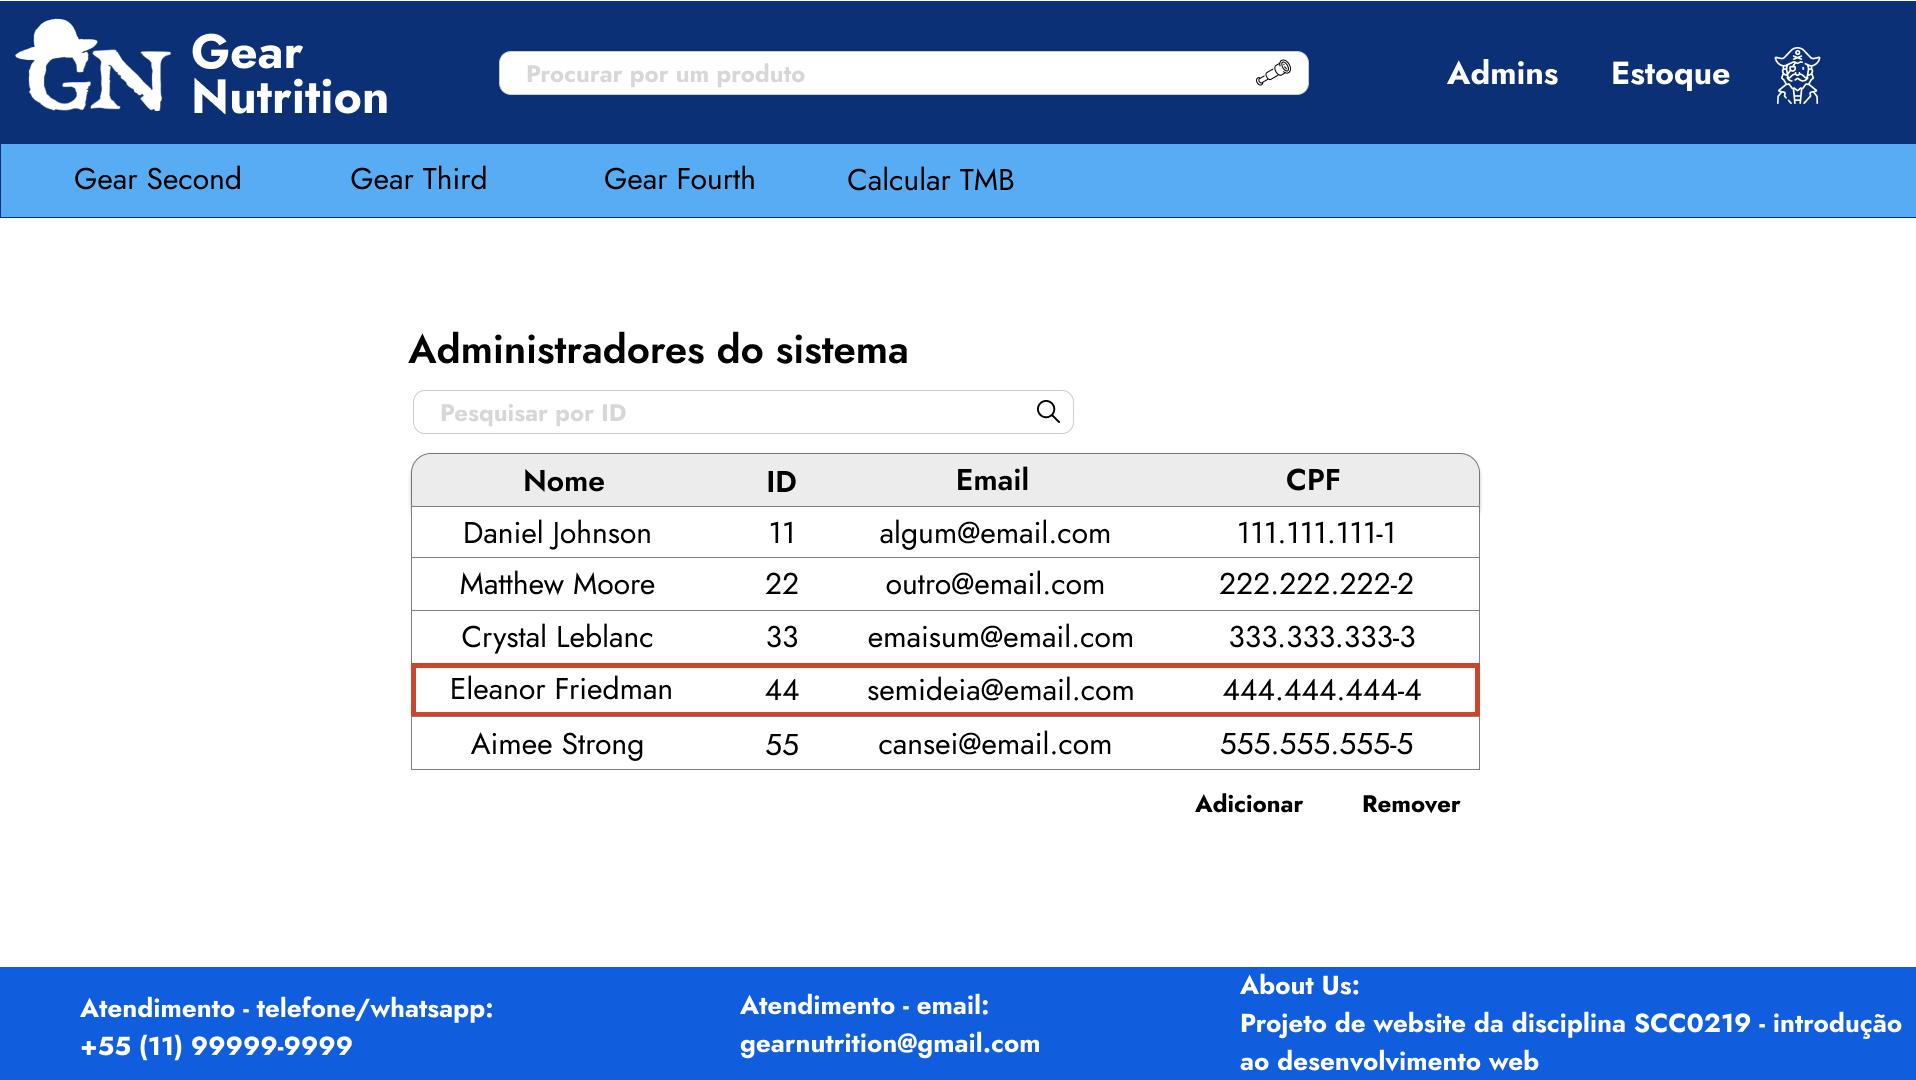 GN
Gear
Nutrition
Procurar por um produto
Admins
Estoque
Gear Second
Gear Third
Gear Fourth
Calcular TMB
Administradores do sistema
Pesquisar por ID
Nome ID Email CPF
Daniel Johnson 11 algum@email.com 111.111.111-1
Matthew Moore 22 outro@email.com 222.222.222-2
Crystal Leblanc 33 emaisum@email.com 333.333.333-3
Eleanor Friedman 44 semideia@email.com 444.444.444-4
Aimee Strong 55 cansei@email.com 555.555.555-5
Adicionar
Remover
Atendimento - telefone/whatsapp:
+55 (11) 99999-9999
Atendimento - email:
gearnutrition@gmail.com
About Us:
Projeto de website da disciplina SCC0219 - introdução
ao desenvolvimento web